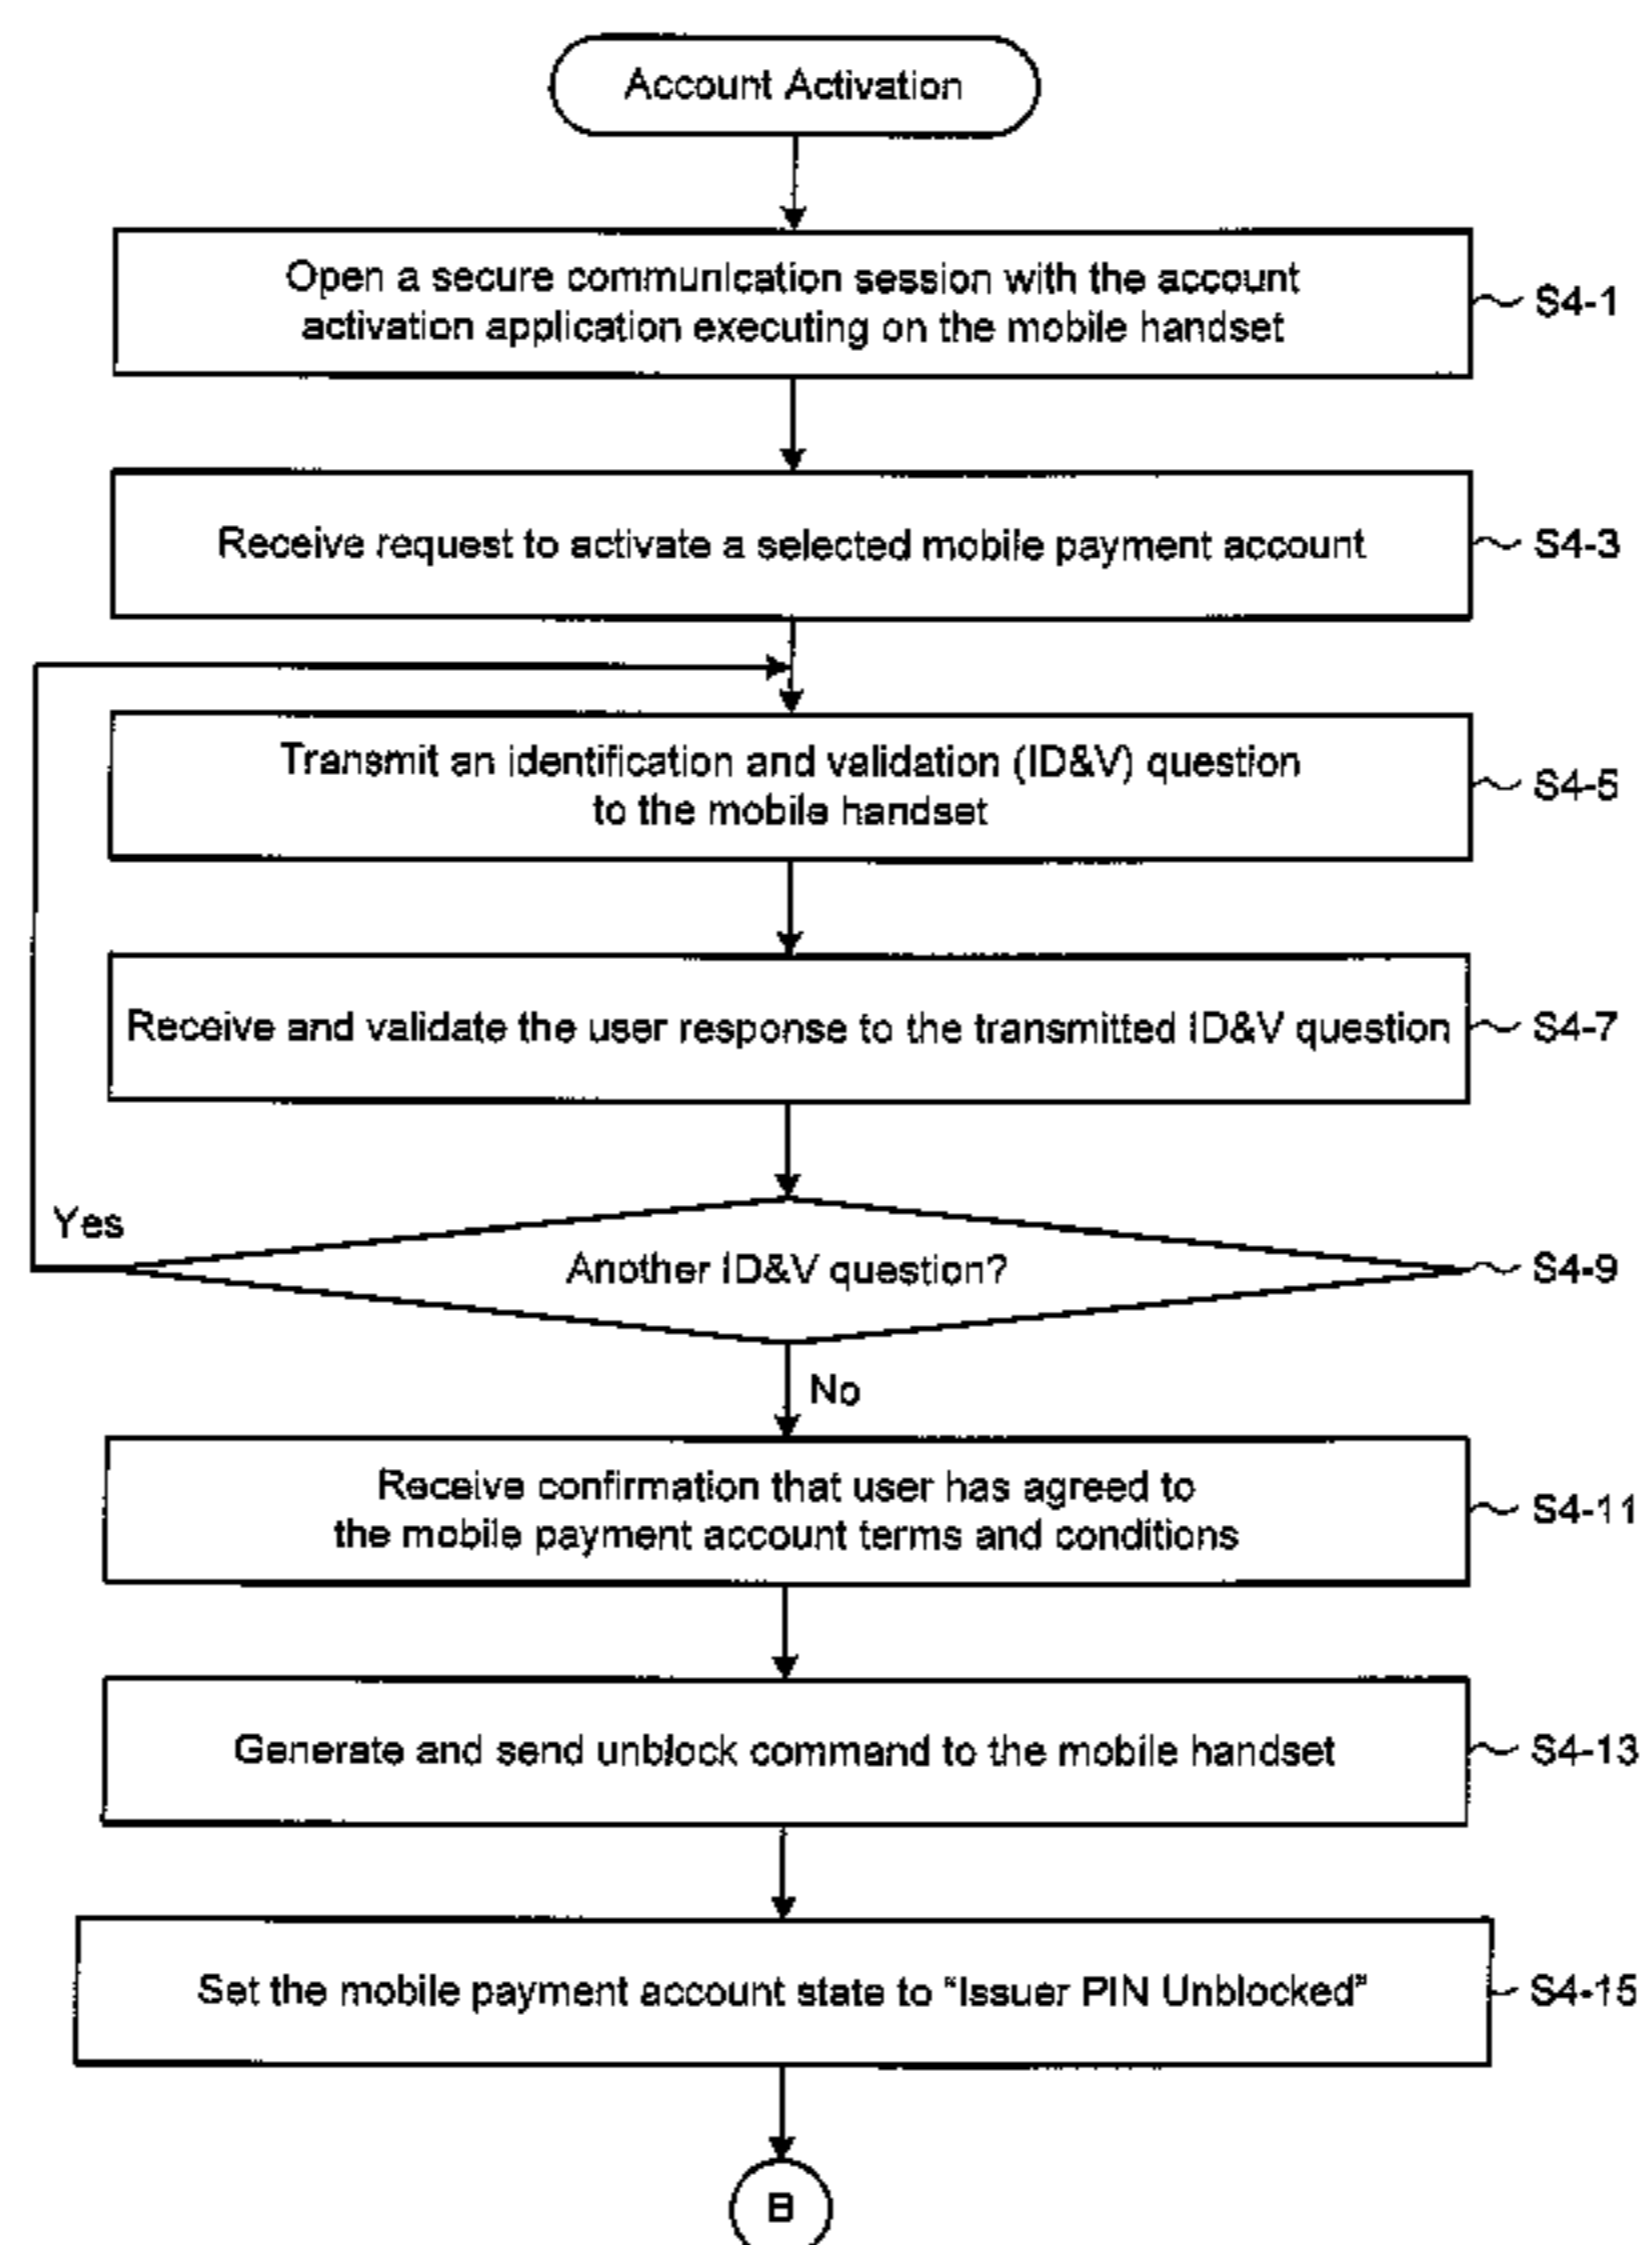 Account Activation
Open a secure communication session with the account
activation application executing on the mobile handset
S4-1
Receive request to activate a selected mobile payment account
S4-3
Transmit an identification and validation (ID&V) question
to the mobile handset
S4-5
Receive and validate the user response to the transmitted ID&V question
S4-7
Yes
Another ID&V question?
S4-9
No
Receive confirmation that user has agreed to
the mobile payment account terms and conditions
S4-11
Generate and send unblock command to the mobile handset
S4-13
Set the mobile payment account state to “Issuer PIN Unblocked”
S4-15
B